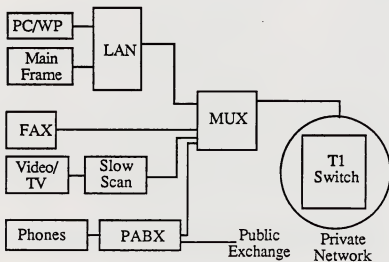 PC/WP
LAN
Main
Frame
MUX
FAX
T1
Switch
Video/
TV
Slow
Scan
Phones
PABX
Public
Exchange
Private
Network